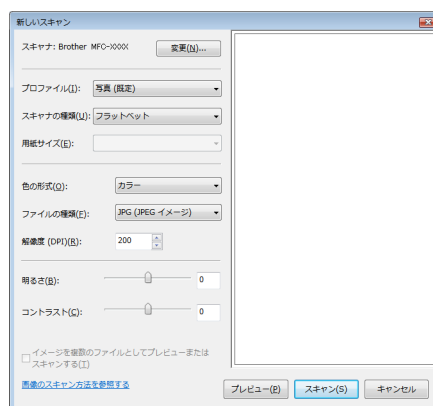 新しいスキャン
スキャナ: Brother MFC-XXXX
変更(N)...
プロファイル(I):
写真 (既定)
スキャナの種類(U):
フラットベット
用紙サイズ(E):
色の形式(O):
カラー
ファイルの種類(F):
JPG (JPEG イメージ)
解像度 (DPI)(R):
200
明るさ(B):
0
コントラスト(C):
0
イメージを複数のファイルとしてプレビューまたは
スキャンする(T)
画像のスキャン方法を参照する
プレビュー(P)
スキャン(S)
キャンセル